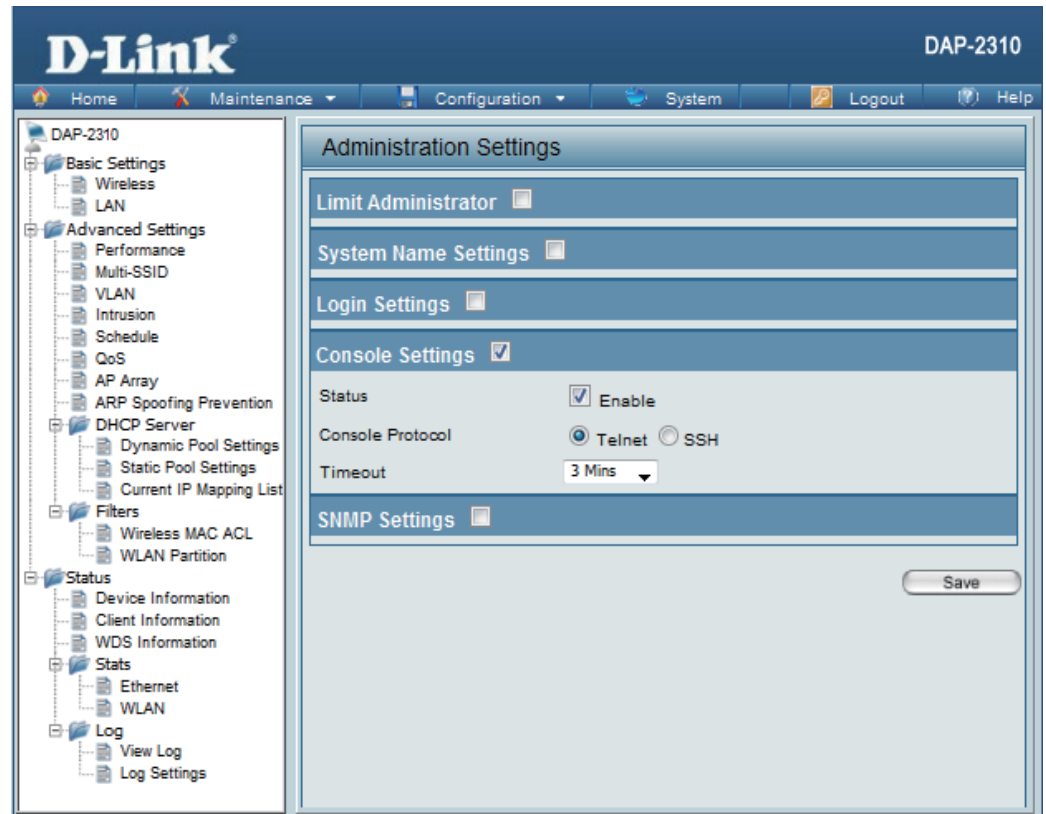 D-Link
DAP-2310
Home
Maintenance
Configuration
System
Logout
Help
DAP-2310
Basic Settings
Wireless
LAN
Advanced Settings
Performance
Multi-SSID
VLAN
Intrusion
Schedule
QoS
AP Array
ARP Spoofing Prevention
DHCP Server
Dynamic Pool Settings
Static Pool Settings
Current IP Mapping List
Filters
Wireless MAC ACL
WLAN Partition
Status
Device Information
Client Information
WDS Information
Stats
Ethernet
WLAN
Log
View Log
Log Settings
Administration Settings
Limit Administrator
System Name Settings
Login Settings
Console Settings
Status Enable
Console Protocol Telnet SSH
Timeout 3 Mins
SNMP Settings
Save